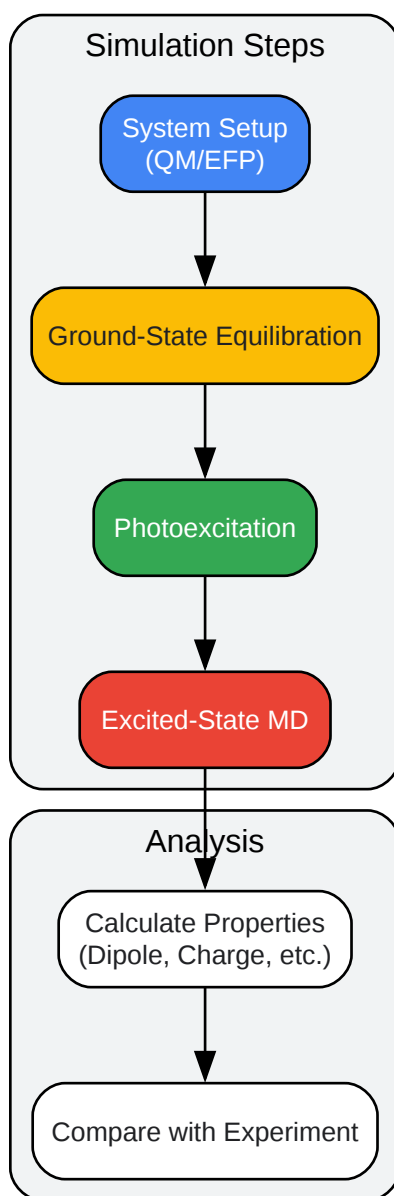 Simulation Steps
System Setup
(QM/EFP)
Ground-State Equilibration
Photoexcitation
Excited-State MD
Analysis
Calculate Properties
(Dipole, Charge, etc.)
Compare with Experiment